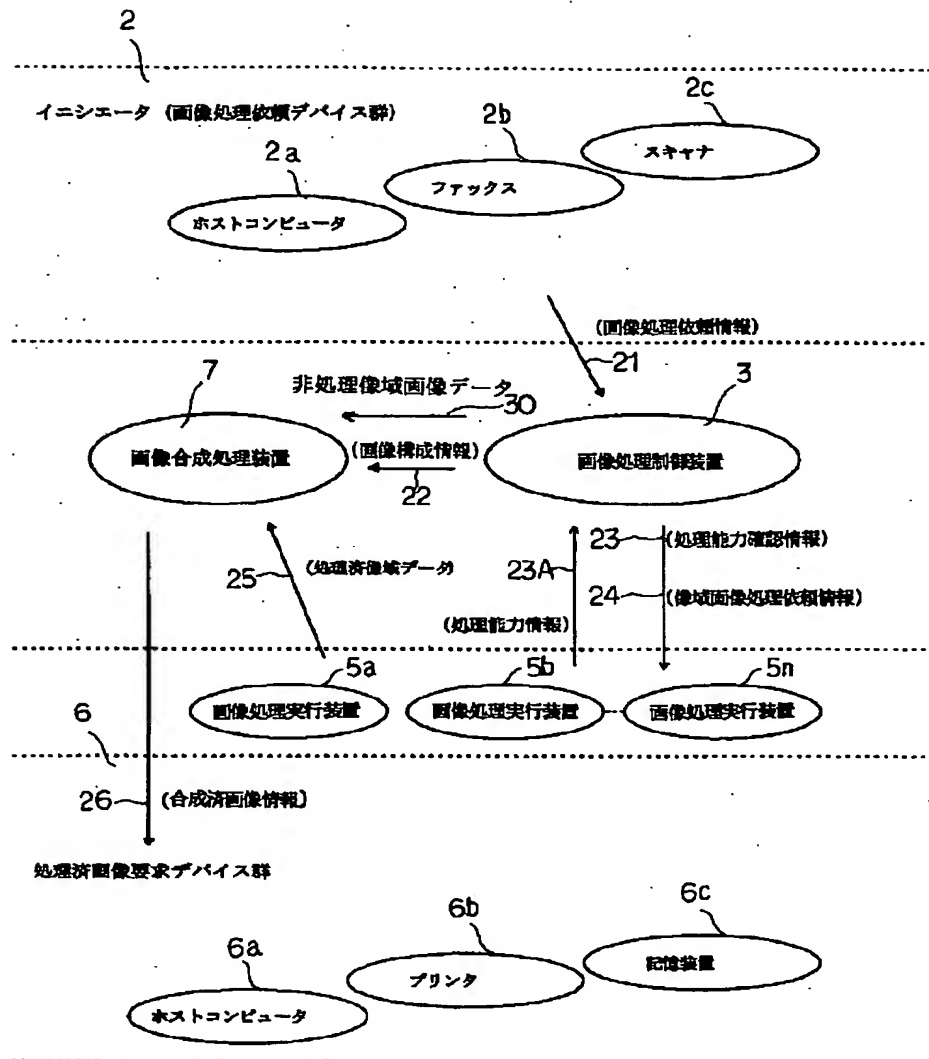 2
イニシエータ (画像処理依頼デバイス群)
2c
スキャナ
2b
ファックス
2a
ホストコンピュータ
(画像処理依頼情報)
21
7
非処理像域画像データ
30
3
画像合成処理装置
(画像構成情報)
22
画像処理制御装置
23
(処理能力確認情報)
25
(処理済像域データ)
23A
24
(像域画像処理依頼情報)
(処理能力情報)
5a
5b
5n
画像処理実行装置
画像処理実行装置
画像処理実行装置
6
26
(合成済画像情報)
処理済画像要求デバイス群
6c
記憶装置
6b
プリンタ
6a
ホストコンピュータ